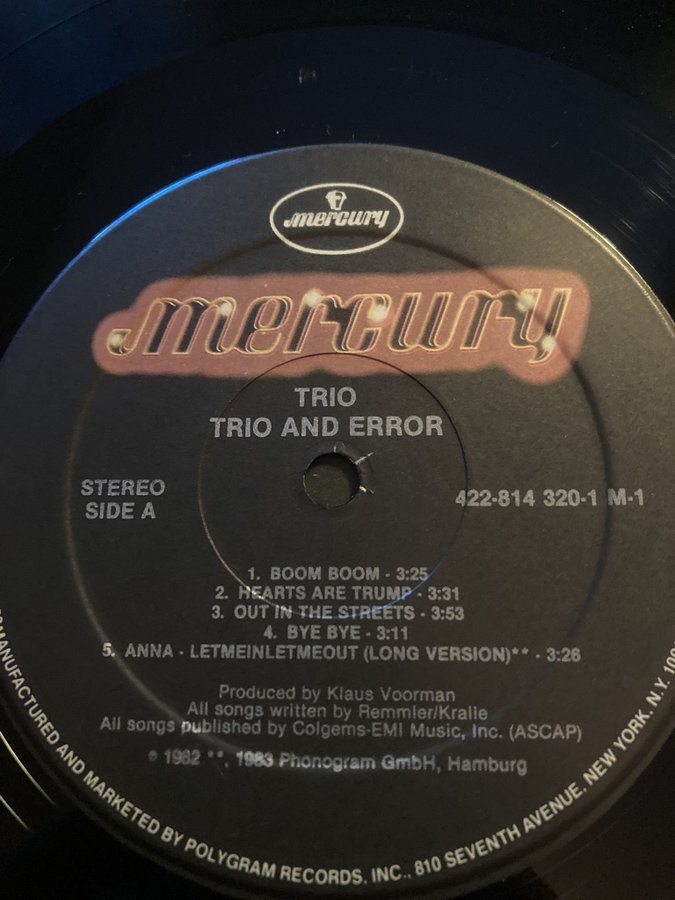 mercury
mercury
TRIO
TRIO AND ERROR
STEREO
SIDE A
422-814 320-1 M-1
1. BOOM BOOM - 3:25
2. HEARTS ARE TRUMP - 3:31
3. OUT IN THE STREETS - 3:53
4. BYE BYE - 3:11
5. ANNA - LETMEINLETMEOUT (LONG VERSION)** - 3:26
Produced by Klaus Voorman
All songs written by Remmler/Kralle
All songs published by Colgems-EMI Music, Inc. (ASCAP)
℗ 1982 **, 1983 Phonogram GmbH, Hamburg
MANUFACTURED AND MARKETED BY POLYGRAM RECORDS, INC., 810 SEVENTH AVENUE, NEW YORK, N.Y.